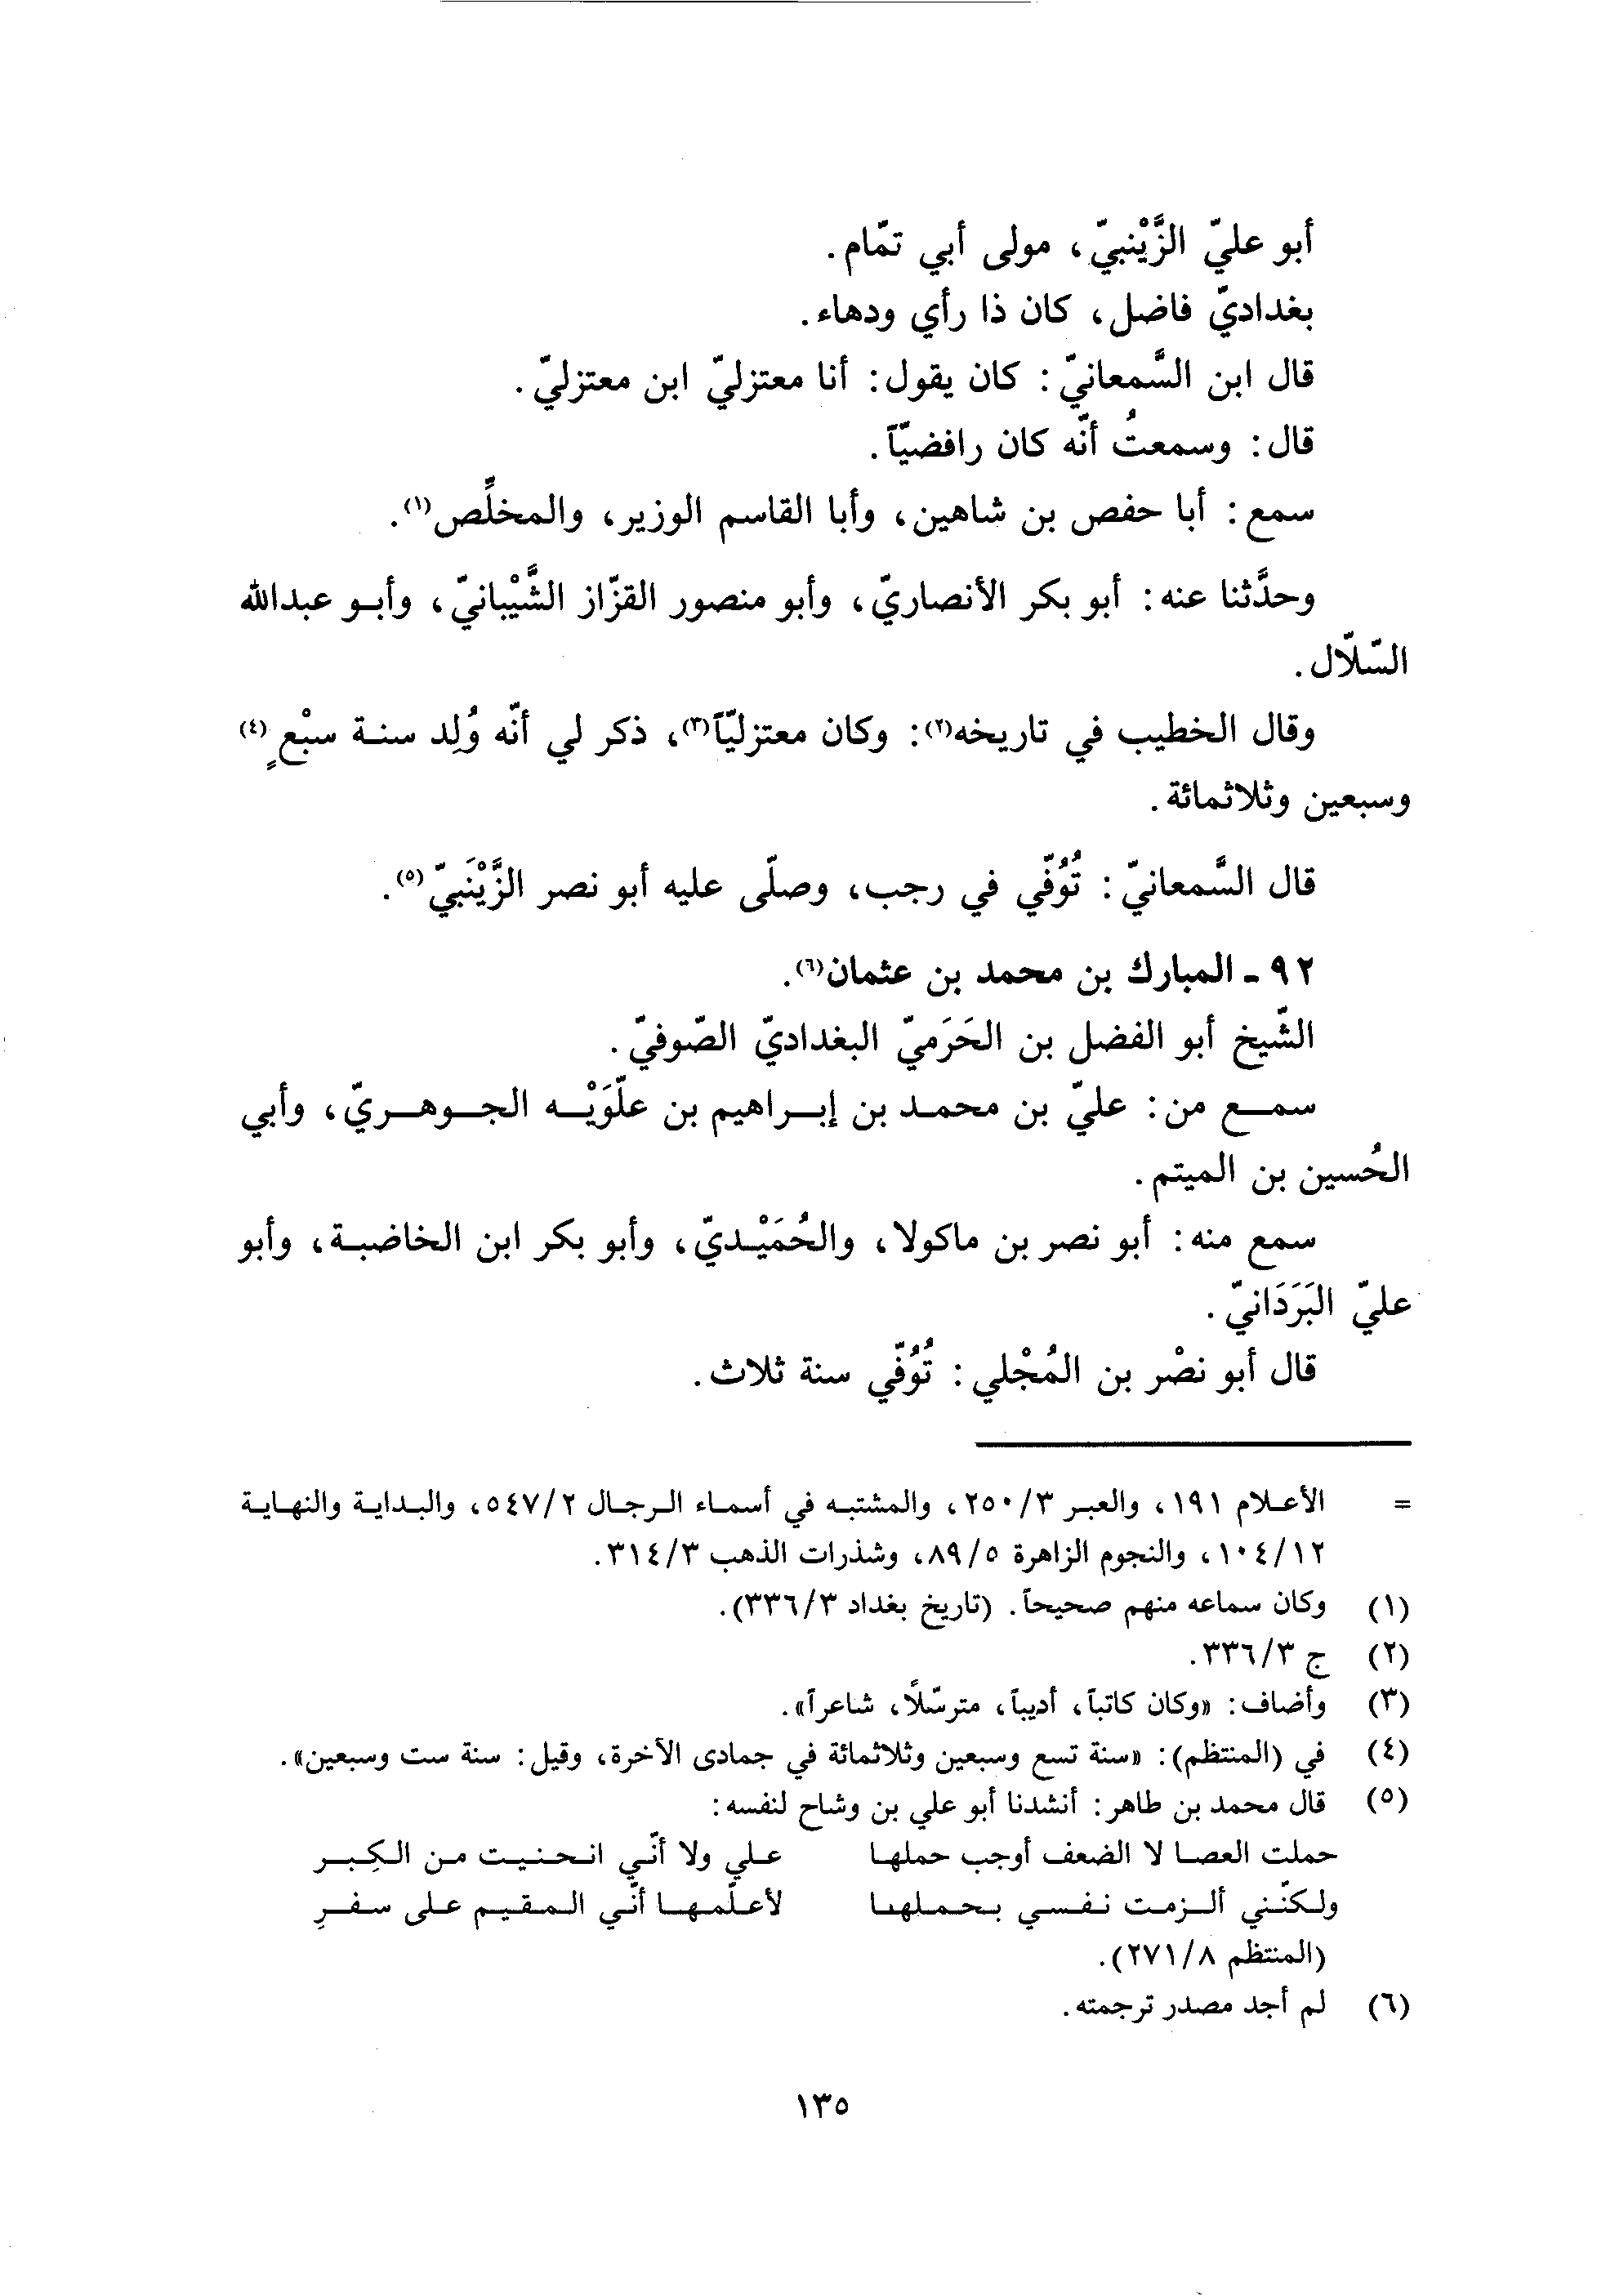 أبو عليّ الزَّيْنبيّ، مولى أبي تمّام.
بغداديّ فاضل، كان ذا رأي ودهاء.
قال ابن السَّمعانيّ: كان يقول: أنا معتزليّ ابن معتزليّ.
قال: وسمعتُ أنّه كان رافضيّاً.
سمع: أبا حفص بن شاهين، وأبا القاسم الوزير، والمخلِّص(١).
وحدَّثنا عنه: أبو بكر الأنصاريّ، وأبو منصور القزّاز الشَّيْبانيّ، وأبو عبدالله
السّلّال.
وقال الخطيب في تاريخه(٢): وكان معتزليّاً(٣)، ذكر لي أنّه وُلِد سنة سبْعٍ(٤)
وسبعين وثلاثمائة.
قال السَّمعانيّ: تُوُفّي في رجب، وصلّى عليه أبو نصر الزَّيْنَبيّ(٥).
٩٢ - المبارك بن محمد بن عثمان(٦).
الشّيخ أبو الفضل بن الحَرَميّ البغداديّ الصّوفيّ.
سمع من: عليّ بن محمد بن إبراهيم بن علّوَيْه الجوهريّ، وأبي
الحُسين بن الميتم.
سمع منه: أبو نصر بن ماكولا، والحُمَيْديّ، وأبو بكر ابن الخاضبة، وأبو
عليّ البَرَدَانيّ.
قال أبو نصْر بن المُجْلي: تُوُفّي سنة ثلاث.
= الأعلام ١٩١، والعبر ٢٥٠/٣، والمشتبه في أسماء الرجال ٥٤٧/٢، والبداية والنهاية
١٠٤/١٢، والنجوم الزاهرة ٨٩/٥، وشذرات الذهب ٣١٤/٣.
(١) وكان سماعه منهم صحيحاً. (تاريخ بغداد ٣٣٦/٣).
(٢) ج ٣٣٦/٣.
(٣) وأضاف: «وكان كاتباً، أديباً، مترسّلًا، شاعراً».
(٤) في (المنتظم): «سنة تسع وسبعين وثلاثمائة في جمادى الآخرة، وقيل: سنة ست وسبعين».
(٥) قال محمد بن طاهر: أنشدنا أبو علي بن وشاح لنفسه:
حملت العصا لا الضعف أوجب حملها علي ولا أنّي انحنيت من الكِبر
ولكنّني ألزمت نفسي بحملها لأعلّمها أنّي المقيم على سفرِ
(المنتظم ٢٧١/٨).
(٦) لم أجد مصدر ترجمته.
١٣٥